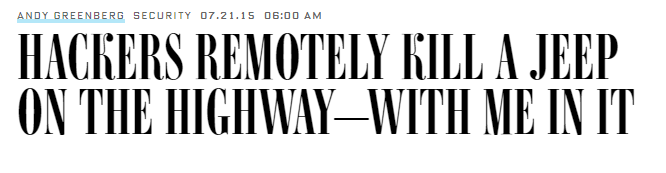 ANDY GREENBERG SECURITY 07.21.15 06:00 AM
HACKERS REMOTELY KILL A JEEP
ON THE HIGHWAY—WITH ME IN IT